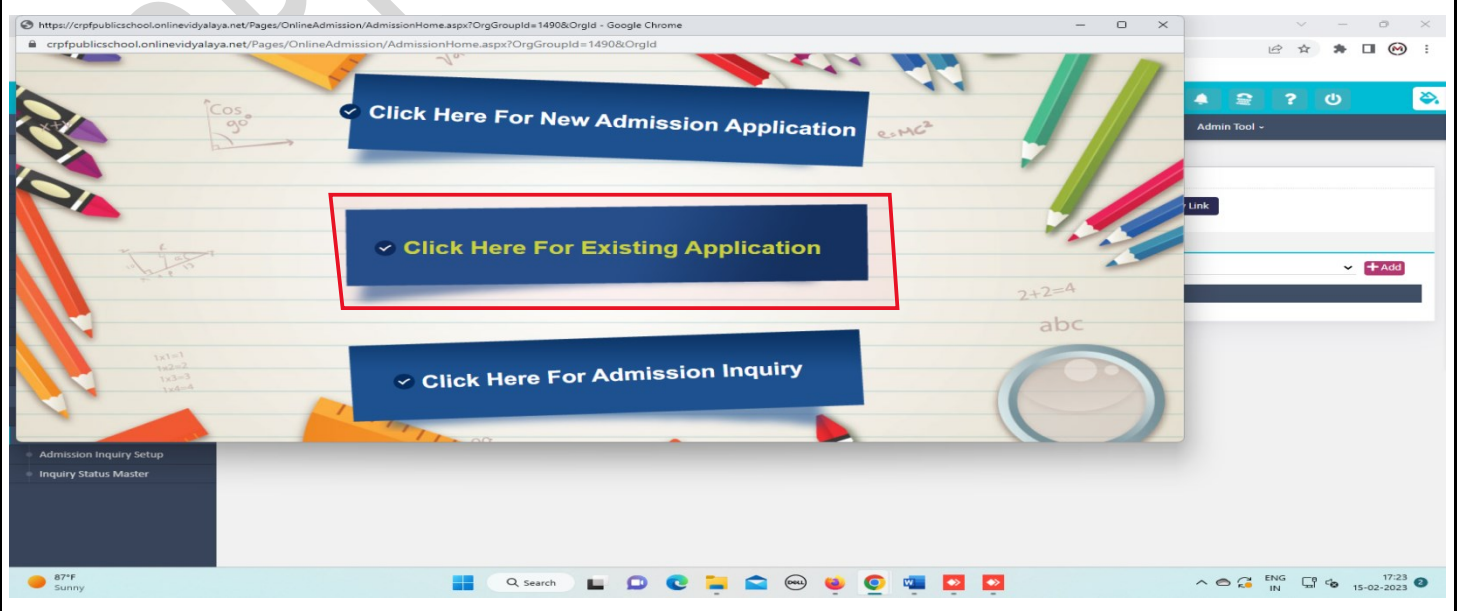 https://crpfpublicschool.onlinevidyalaya.net/Pages/OnlineAdmission/AdmissionHome.aspx?OrgGroupId=1490&OrgId - Google Chrome
crpfpublicschool.onlinevidyalaya.net/Pages/OnlineAdmission/AdmissionHome.aspx?OrgGroupId=1490&OrgId
Cos
90°
Click Here For New Admission Application
e=MC²
?
Admin Tool
Link
Click Here For Existing Application
+ Add
2+2=4
abc
1x1=1
1x2=2
1x3=3
1x4=4
Click Here For Admission Inquiry
Admission Inquiry Setup
Inquiry Status Master
87°F
Sunny
Search
DELL
ENG
IN
17:23
15-02-2023
2